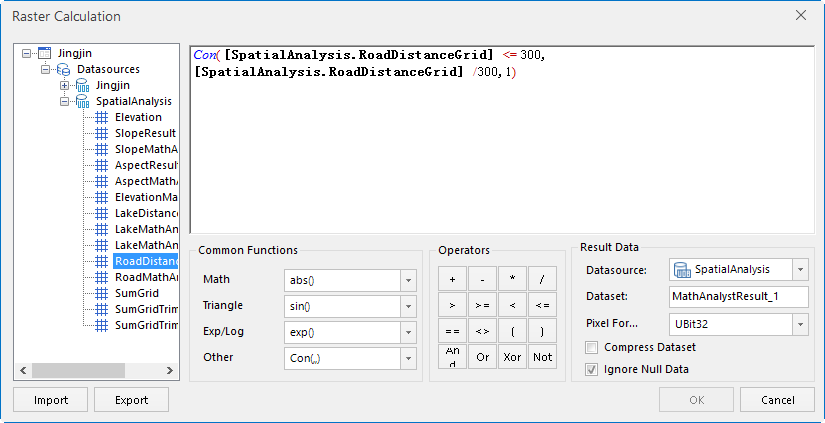 Raster Calculation
Jingjin
Datasources
Jingjin
SpatialAnalysis
Elevation
SlopeResult
SlopeMathA
AspectResul
AspectMathA
ElevationMa
LakeDistance
LakeMathAn
LakeMathAn
RoadDistanc
RoadMathAn
SumGrid
SumGridTrim
SumGridTrim
Con( [SpatialAnalysis.RoadDistanceGrid] <= 300,
[SpatialAnalysis.RoadDistanceGrid] /300, 1)
Common Functions
Math abs()
Triangle sin()
Exp/Log exp()
Other Con(,,)
Operators
+ - * /
> >= < <=
== <> ( )
And Or Xor Not
Result Data
Datasource: SpatialAnalysis
Dataset: MathAnalystResult_1
Pixel For... UBit32
Compress Dataset
Ignore Null Data
Import Export OK Cancel